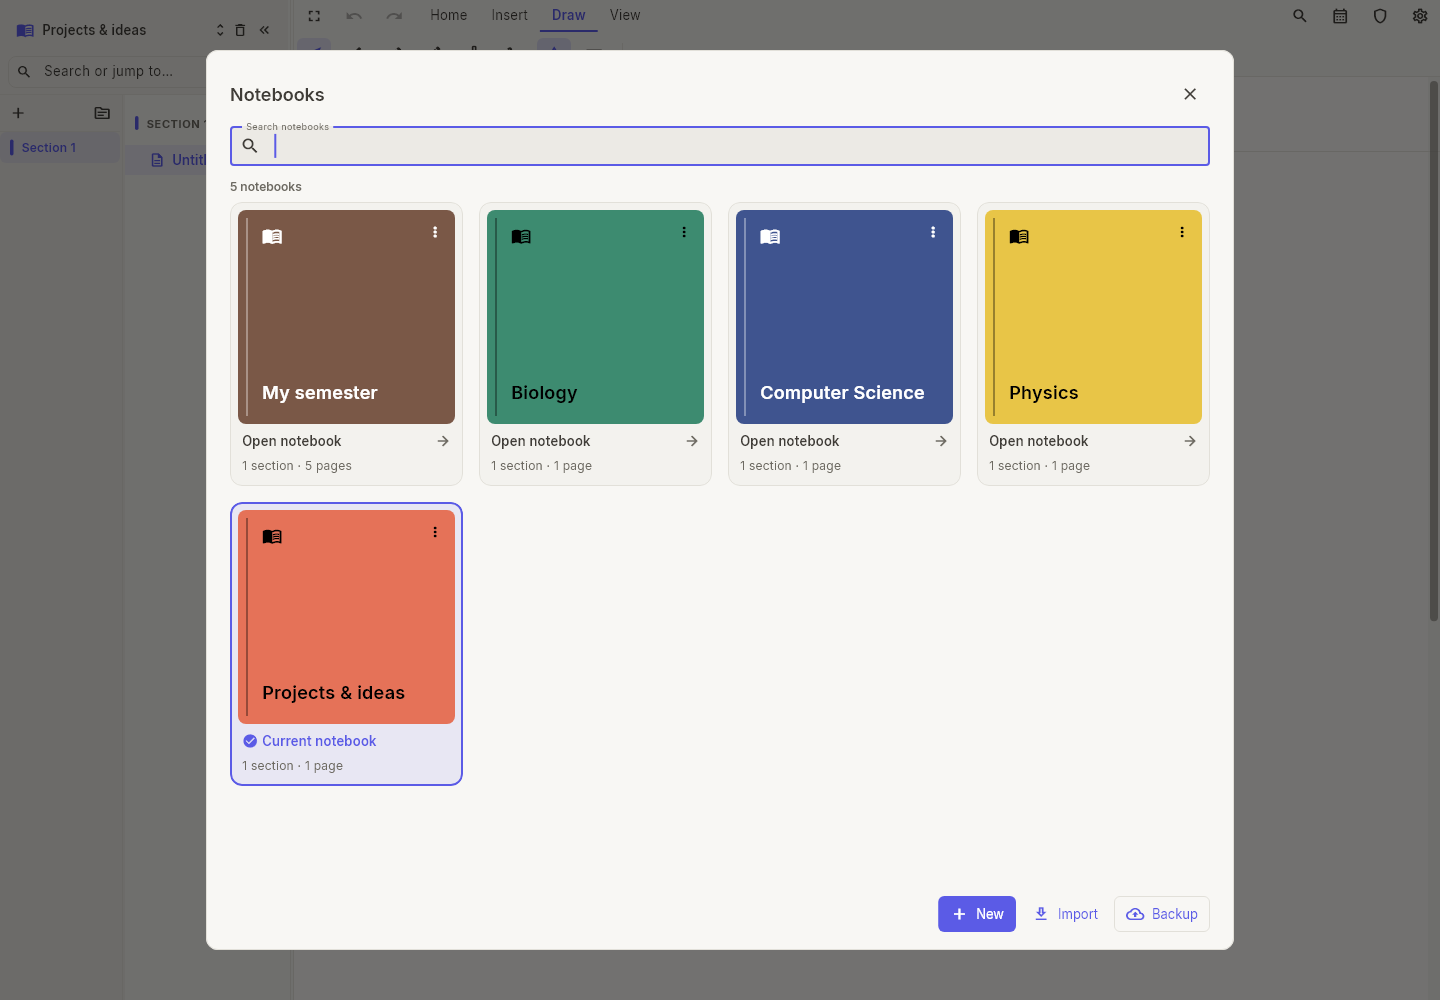 Projects & ideas
Home Insert Draw View
Search or jump to...
SECTION
Section 1
Notebooks
Search notebooks
5 notebooks
My semester
Open notebook
1 section · 5 pages
Biology
Open notebook
1 section · 1 page
Computer Science
Open notebook
1 section · 1 page
Physics
Open notebook
1 section · 1 page
Projects & ideas
Current notebook
1 section · 1 page
New
Import
Backup